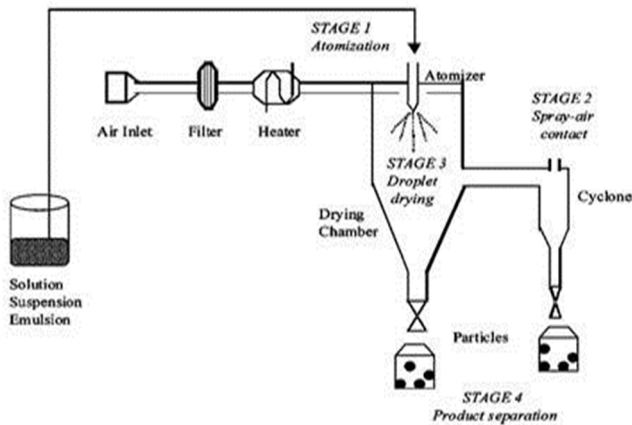 STAGE 1
Atomization
Atomizer
Air Inlet
Filter
Heater
STAGE 2
Spray-air
contact
STAGE 3
Droplet
drying
Drying
Chamber
Cyclone
Solution
Suspension
Emulsion
Particles
STAGE 4
Product separation